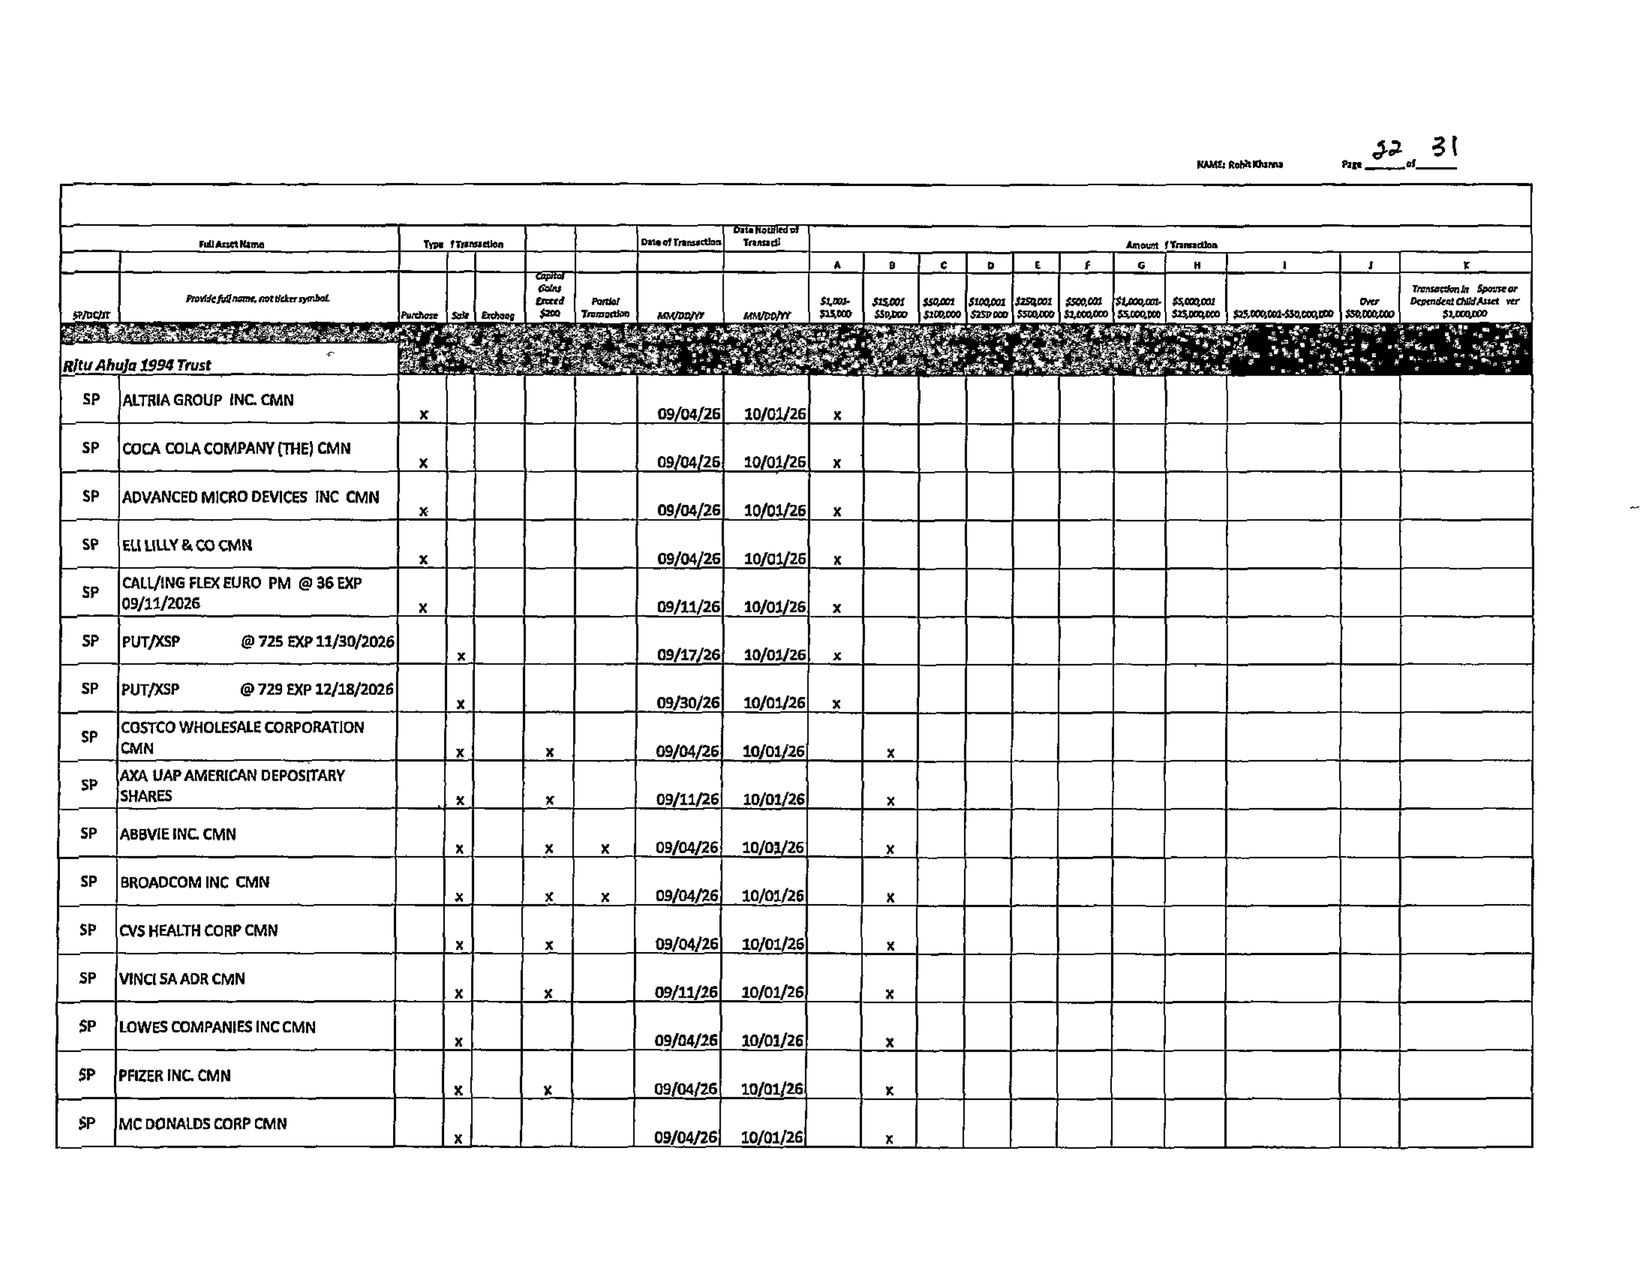 NAME: Rohit Khanna Page 22 of 31
Full Asset Name Type f Transaction Date of Transaction Date Notified of Transacti Amount f Transaction
A B C D E F G H I J K
SP/DC/JT Provide full name, not ticker symbol. Purchase Sale Exchang Capital Gains Exceed $200 Partial Transaction MM/DD/YY MM/DD/YY $1,001-$15,000 $15,001 $50,000 $50,001 $100,000 $100,001 $250 000 $250,001 $500,000 $500,001 $1,000,000 $1,000,001-$5,000,000 $5,000,001 $25,000,000 $25,000,001-$50,000,000 Over $50,000,000 Transaction in Spouse or Dependent Child Asset ver $1,000,000
Ritu Ahuja 1994 Trust
SP ALTRIA GROUP INC. CMN x 09/04/26 10/01/26 x
SP COCA COLA COMPANY (THE) CMN x 09/04/26 10/01/26 x
SP ADVANCED MICRO DEVICES INC CMN x 09/04/26 10/01/26 x
SP ELI LILLY & CO CMN x 09/04/26 10/01/26 x
SP CALL/ING FLEX EURO PM @ 36 EXP
09/11/2026 x 09/11/26 10/01/26 x
SP PUT/XSP @ 725 EXP 11/30/2026 x 09/17/26 10/01/26 x
SP PUT/XSP @ 729 EXP 12/18/2026 x 09/30/26 10/01/26 x
SP COSTCO WHOLESALE CORPORATION
CMN x x 09/04/26 10/01/26 x
SP AXA UAP AMERICAN DEPOSITARY
SHARES x x 09/11/26 10/01/26 x
SP ABBVIE INC. CMN x x x 09/04/26 10/01/26 x
SP BROADCOM INC CMN x x x 09/04/26 10/01/26 x
SP CVS HEALTH CORP CMN x x 09/04/26 10/01/26 x
SP VINCI SA ADR CMN x x 09/11/26 10/01/26 x
SP LOWES COMPANIES INC CMN x 09/04/26 10/01/26 x
SP PFIZER INC. CMN x x 09/04/26 10/01/26 x
SP MC DONALDS CORP CMN x 09/04/26 10/01/26 x